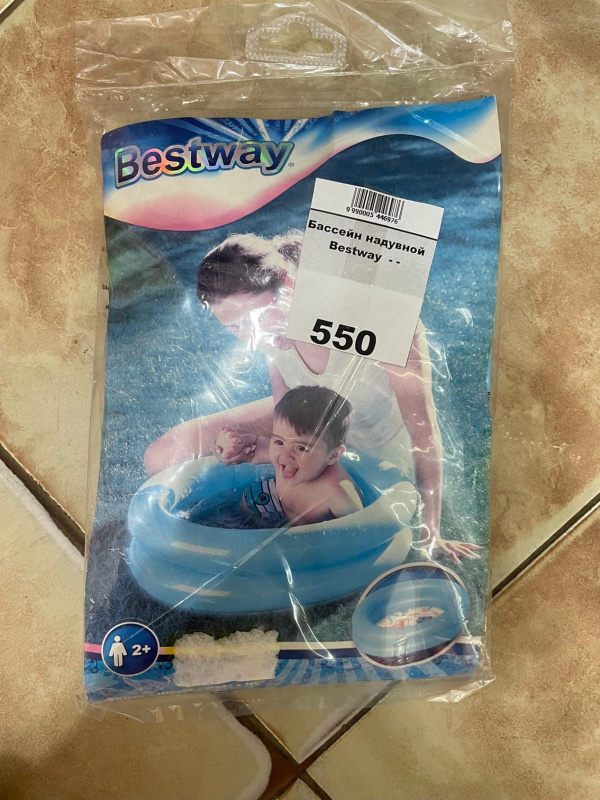 Bestway
9 990005 446976
Бассейн надувной
Bestway - -
550
2+